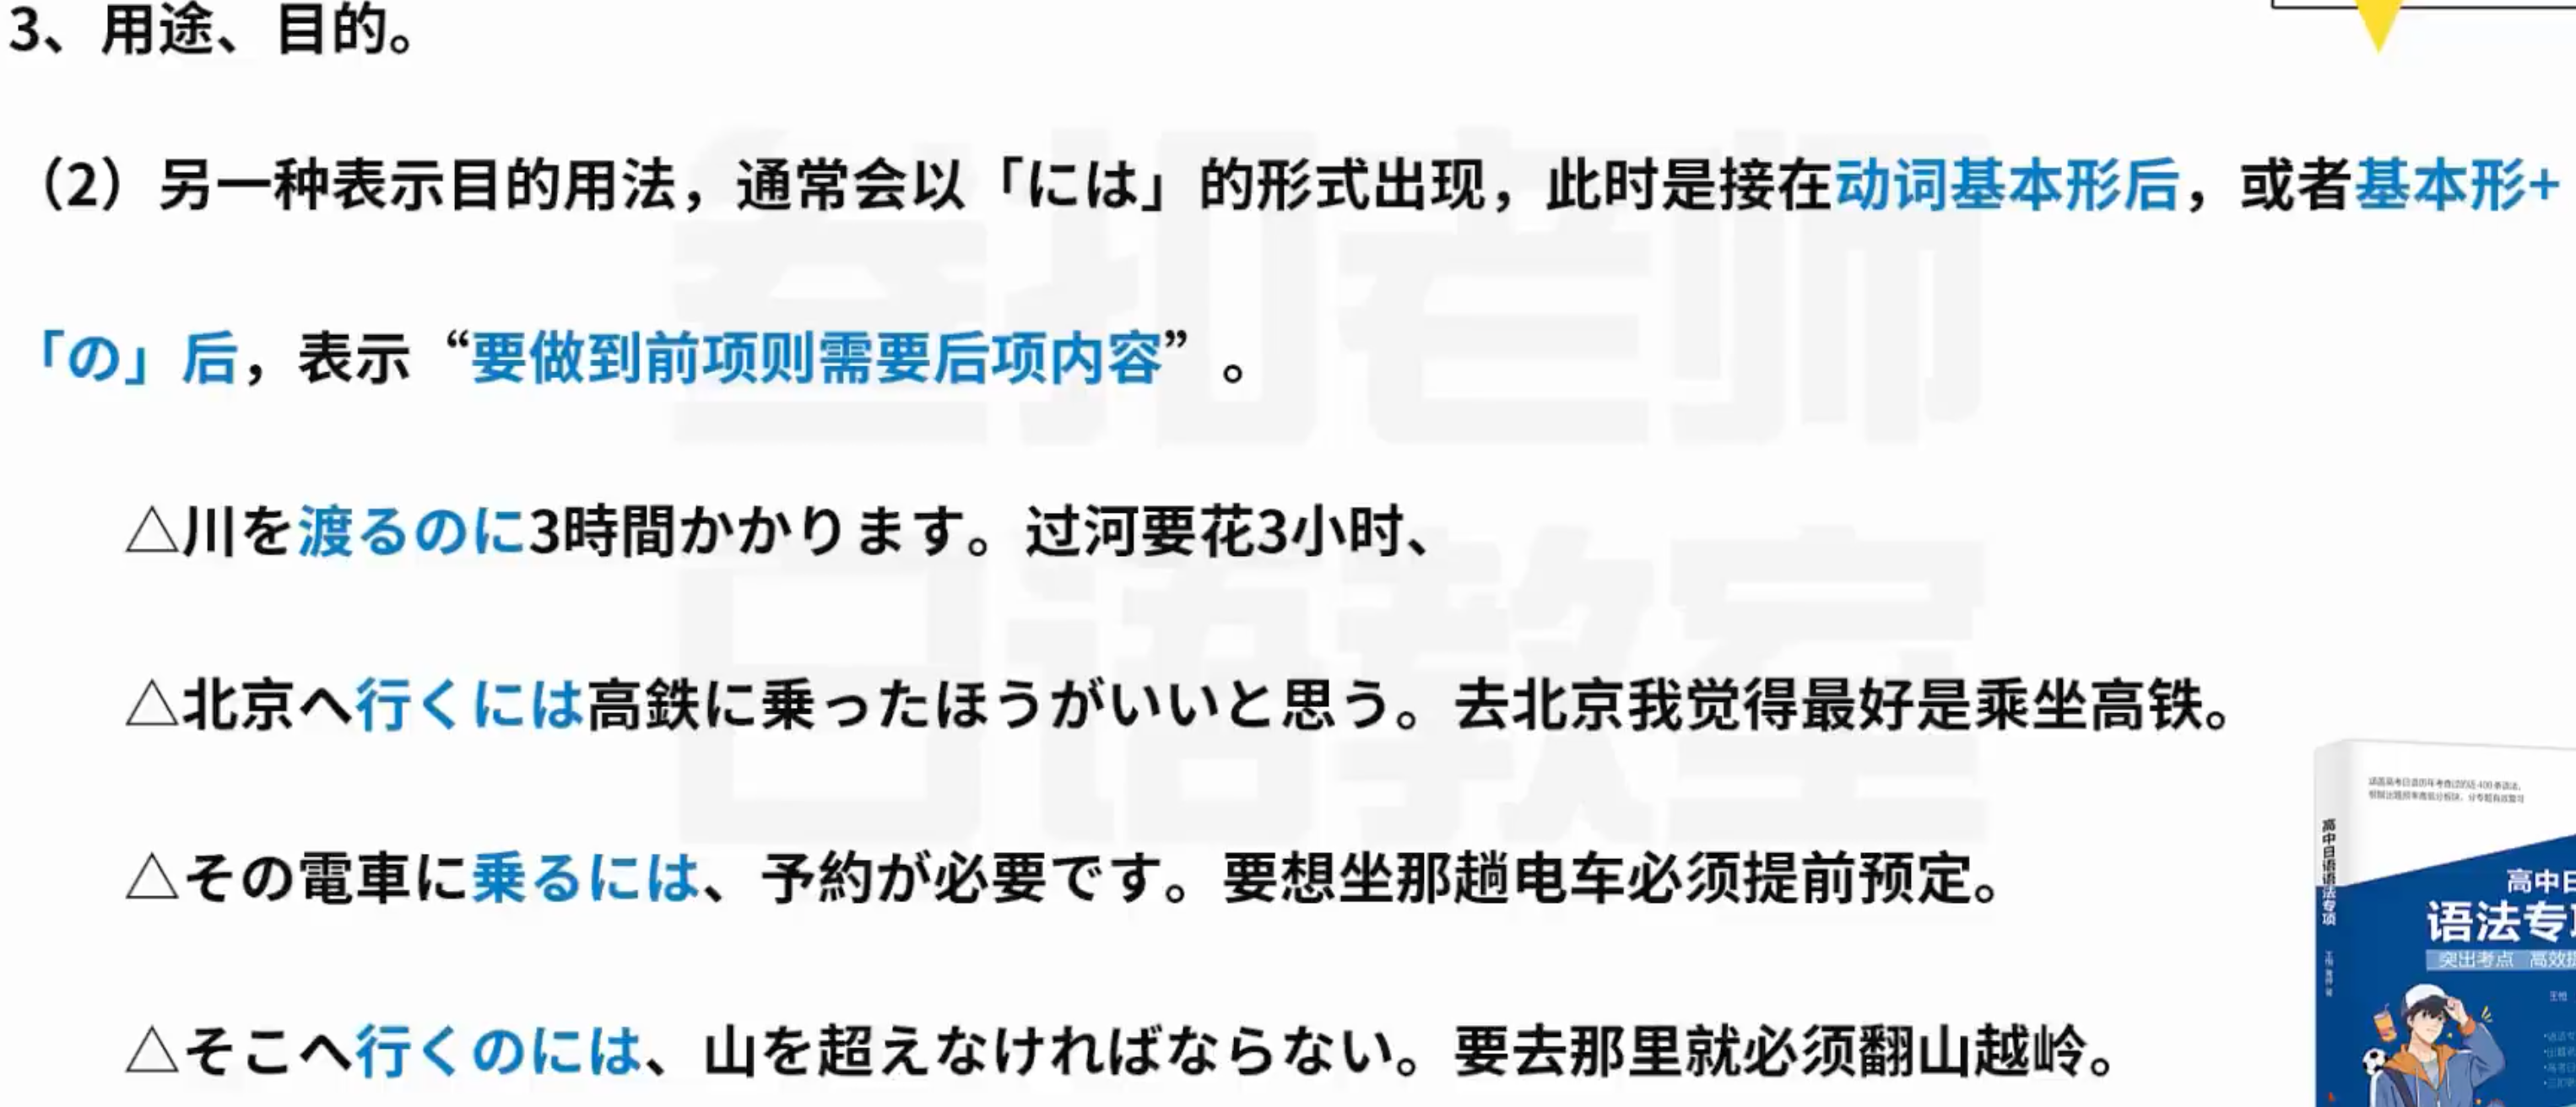 3、用途、目的。
（2）另一种表示目的用法，通常会以「には」的形式出现，此时是接在动词基本形后，或者基本形+
「の」后，表示“要做到前项则需要后项内容”。
△川を渡るのに3時間かかります。过河要花3小时、
△北京へ行くには高鉄に乗ったほうがいいと思う。去北京我觉得最好是乘坐高铁。
△その電車に乗るには、予約が必要です。要想坐那趟电车必须提前预定。
△そこへ行くのには、山を超えなければならない。要去那里就必须翻山越岭。
叁扣老师
日语教室
高中日语语法专项
高中日
语法专项
突出考点 高效提